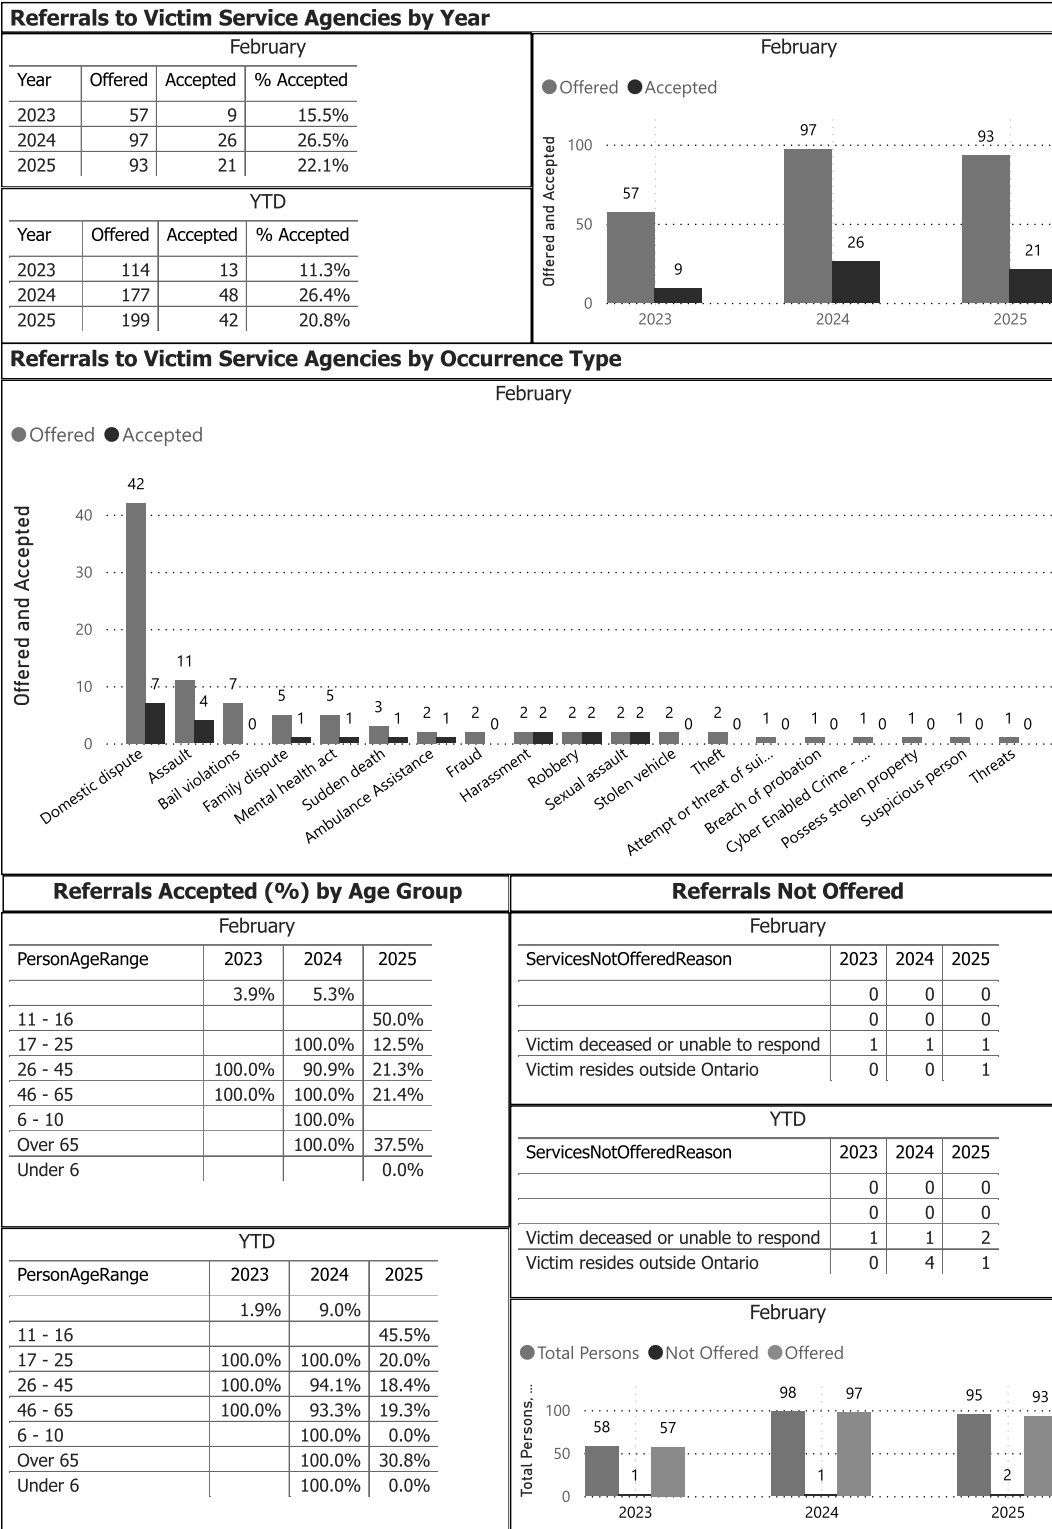 Referrals to Victim Service Agencies by Year
February
Year Offered Accepted % Accepted
2023 57 9 15.5%
2024 97 26 26.5%
2025 93 21 22.1%
YTD
Year Offered Accepted % Accepted
2023 114 13 11.3%
2024 177 48 26.4%
2025 199 42 20.8%
February
Offered Accepted
Offered and Accepted
100
50
0
57 9
97 26
93 21
2023 2024 2025
Referrals to Victim Service Agencies by Occurrence Type
February
Offered Accepted
Offered and Accepted
40
30
20
10
0
42 7 11 4 7 0 5 1 5 1 3 1 2 1 2 0 2 2 2 2 2 2 2 0 2 0 1 0 1 0 1 0 1 0 1 0 1 0
Domestic dispute
Assault
Bail violations
Family dispute
Mental health act
Sudden death
Ambulance Assistance
Fraud
Harassment
Robbery
Sexual assault
Stolen vehicle
Theft
Attempt or threat of sui...
Breach of probation
Cyber Enabled Crime - ...
Possess stolen property
Suspicious person
Threats
Referrals Accepted (%) by Age Group
February
PersonAgeRange 2023 2024 2025
3.9% 5.3%
11 - 16 50.0%
17 - 25 100.0% 12.5%
26 - 45 100.0% 90.9% 21.3%
46 - 65 100.0% 100.0% 21.4%
6 - 10 100.0%
Over 65 100.0% 37.5%
Under 6 0.0%
YTD
PersonAgeRange 2023 2024 2025
1.9% 9.0%
11 - 16 45.5%
17 - 25 100.0% 100.0% 20.0%
26 - 45 100.0% 94.1% 18.4%
46 - 65 100.0% 93.3% 19.3%
6 - 10 100.0% 0.0%
Over 65 100.0% 30.8%
Under 6 100.0% 0.0%
Referrals Not Offered
February
ServicesNotOfferedReason 2023 2024 2025
0 0 0
0 0 0
Victim deceased or unable to respond 1 1 1
Victim resides outside Ontario 0 0 1
YTD
ServicesNotOfferedReason 2023 2024 2025
0 0 0
0 0 0
Victim deceased or unable to respond 1 1 2
Victim resides outside Ontario 0 4 1
February
Total Persons Not Offered Offered
Total Persons, ...
100
50
0
58 1 57
98 1 97
95 2 93
2023 2024 2025